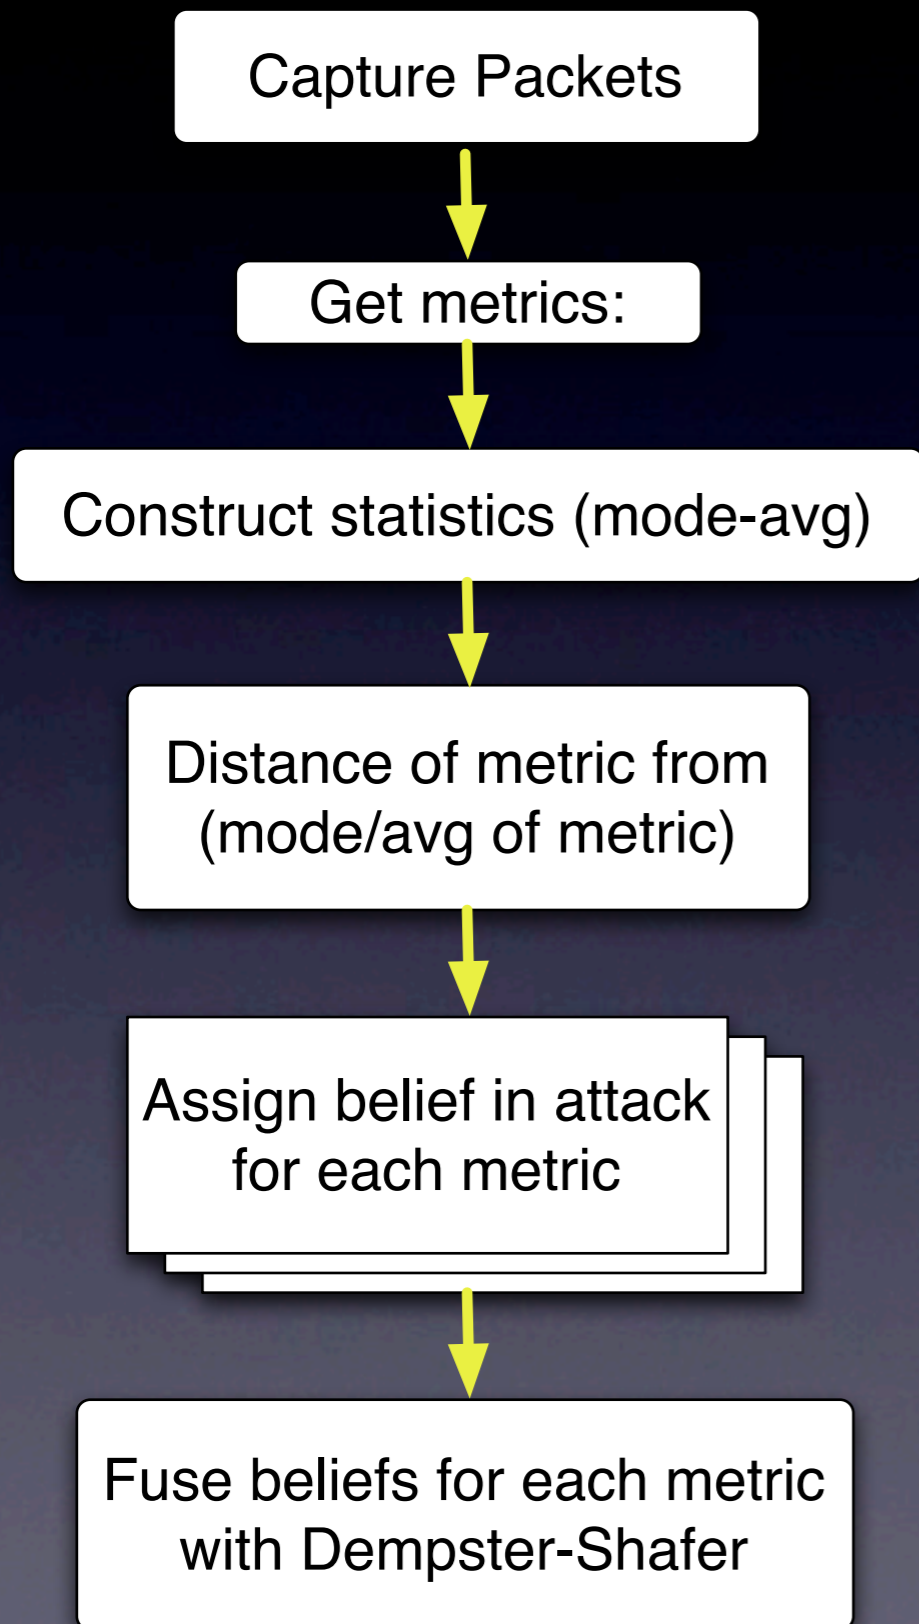 Capture Packets
Get metrics:
Construct statistics (mode-avg)
Distance of metric from
(mode/avg of metric)
Assign belief in attack
for each metric
Fuse beliefs for each metric
with Dempster-Shafer